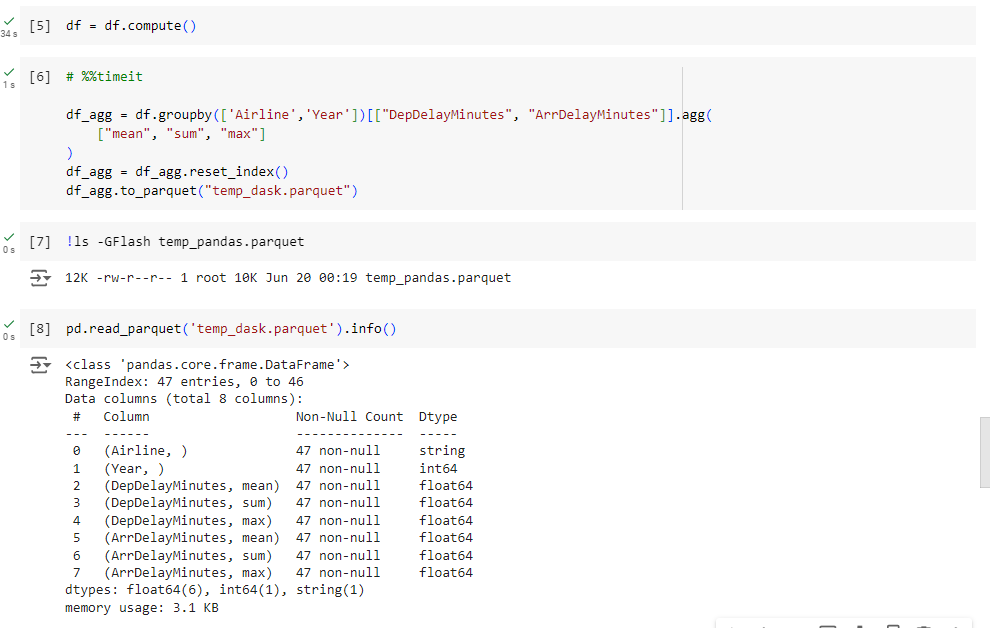 34 s
[5] df = df.compute()
1 s
[6] # %%timeit
df_agg = df.groupby(['Airline','Year'])[["DepDelayMinutes", "ArrDelayMinutes"]].agg(
["mean", "sum", "max"]
)
df_agg = df_agg.reset_index()
df_agg.to_parquet("temp_dask.parquet")
0 s
[7] !ls -GFlash temp_pandas.parquet
12K -rw-r--r-- 1 root 10K Jun 20 00:19 temp_pandas.parquet
0 s
[8] pd.read_parquet('temp_dask.parquet').info()
<class 'pandas.core.frame.DataFrame'>
RangeIndex: 47 entries, 0 to 46
Data columns (total 8 columns):
#   Column                   Non-Null Count  Dtype
---  ------                   --------------  -----
0   (Airline, )              47 non-null     string
1   (Year, )                 47 non-null     int64
2   (DepDelayMinutes, mean)  47 non-null     float64
3   (DepDelayMinutes, sum)   47 non-null     float64
4   (DepDelayMinutes, max)   47 non-null     float64
5   (ArrDelayMinutes, mean)  47 non-null     float64
6   (ArrDelayMinutes, sum)   47 non-null     float64
7   (ArrDelayMinutes, max)   47 non-null     float64
dtypes: float64(6), int64(1), string(1)
memory usage: 3.1 KB